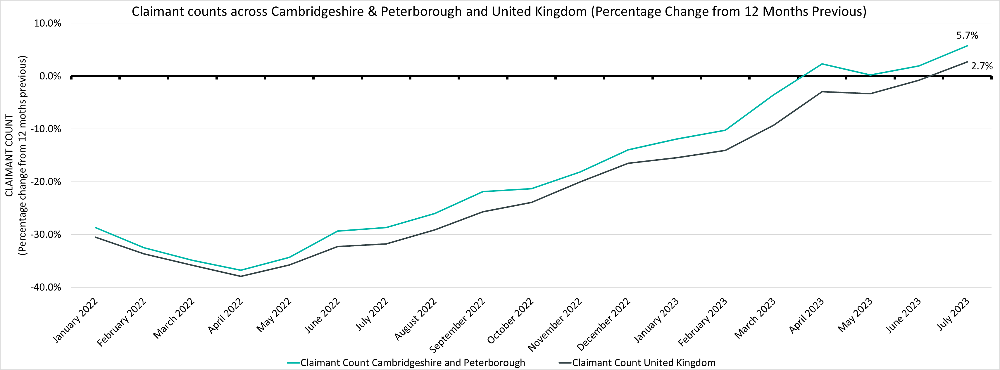 Claimant counts across Cambridgeshire & Peterborough and United Kingdom (Percentage Change from 12 Months Previous)
CLAIMANT COUNT
(Percentage change from 12 moths previous)
10.0%
0.0%
-10.0%
-20.0%
-30.0%
-40.0%
5.7%
2.7%
January 2022
February 2022
March 2022
April 2022
May 2022
June 2022
July 2022
August 2022
September 2022
October 2022
November 2022
December 2022
January 2023
February 2023
March 2023
April 2023
May 2023
June 2023
July 2023
Claimant Count Cambridgeshire and Peterborough
Claimant Count United Kingdom